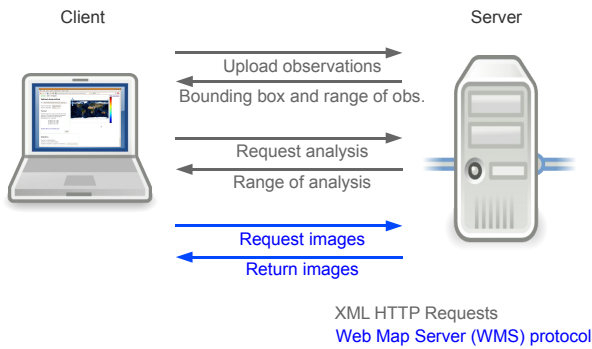 Client
Server
Upload observations
Bounding box and range of obs.
Request analysis
Range of analysis
Request images
Return images
XML HTTP Requests
Web Map Server (WMS) protocol